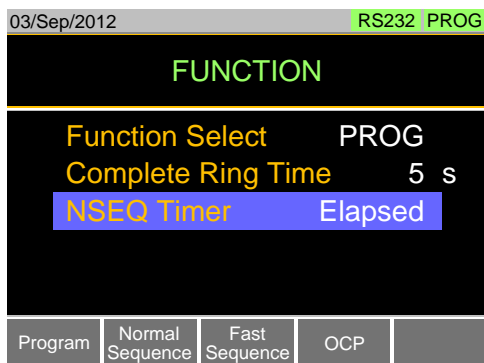 03/Sep/2012 RS232 PROG
FUNCTION
Function Select PROG
Complete Ring Time 5 s
NSEQ Timer Elapsed
Program Normal Sequence Fast Sequence OCP